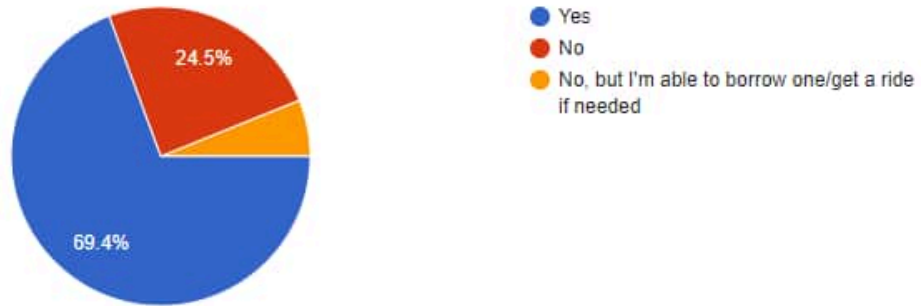 Yes
24.5%
No
No, but I'm able to borrow one/get a ride
if needed
69.4%